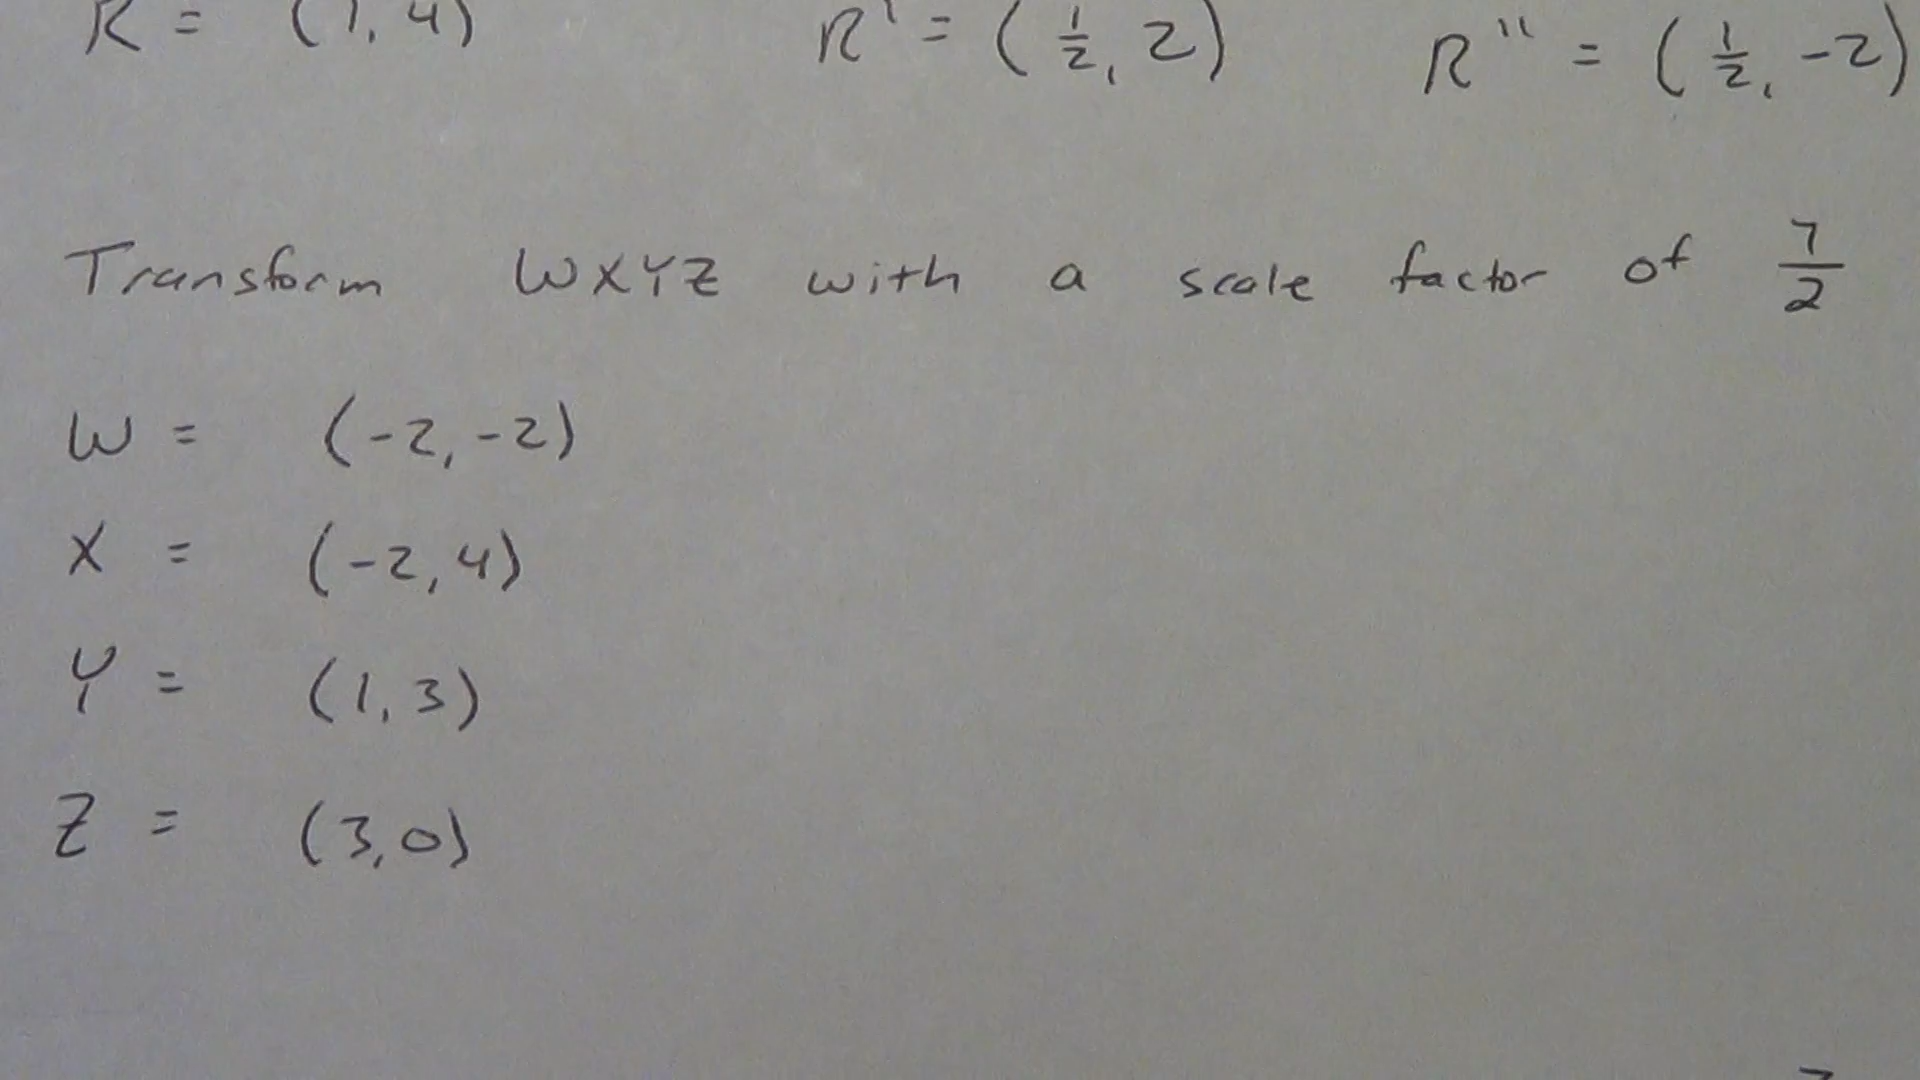 R = (1, 4) R' = (1/2, 2) R" = (1/2, -2)
Transform WXYZ with a scale factor of 7/2
W = (-2, -2)
X = (-2, 4)
Y = (1, 3)
Z = (3, 0)